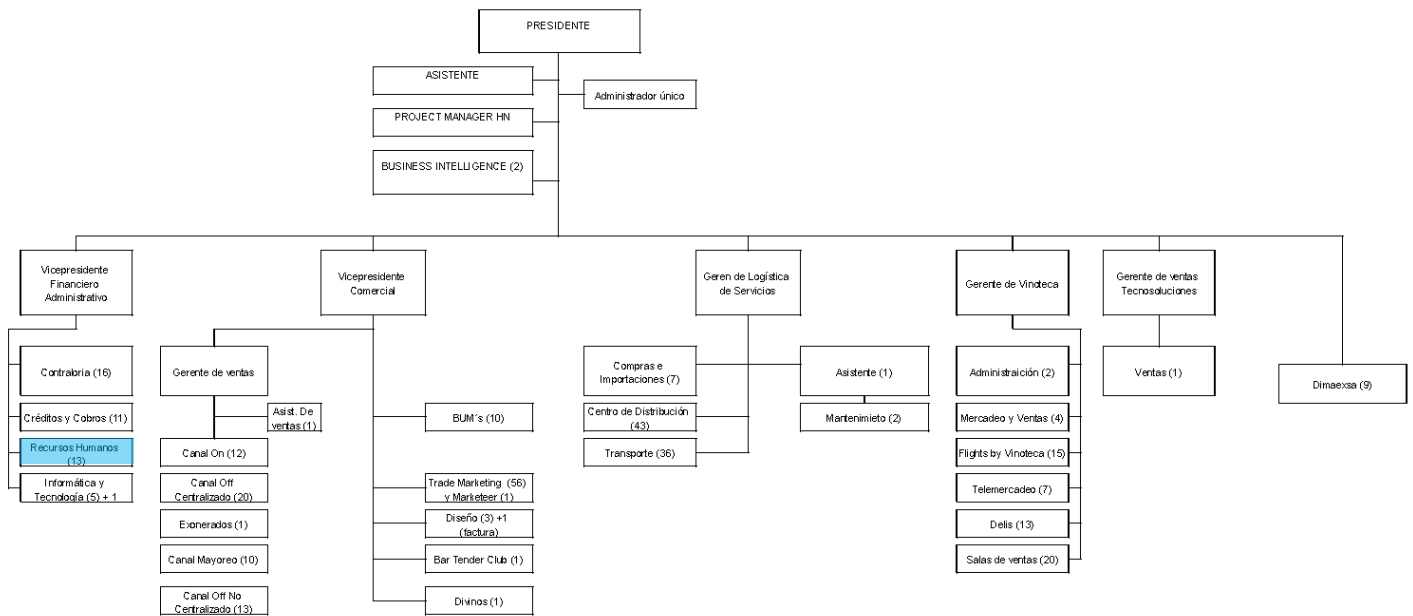 PRESIDENTE
ASISTENTE
Administrador único
PROJECT MANAGER HN
BUSINESS INTELLIGENCE (2)
Vicepresidente
Financiero
Administrativo
Vicepresidente
Comercial
Geren de Logística
de Servicios
Gerente de Vinoteca
Gerente de ventas
Tecnosoluciones
Contraloria (16)
Créditos y Cobros (11)
Recursos Humanos
(13)
Informática y
Tecnología (5) + 1
Gerente de ventas
Asist. De
ventas (1)
Canal On (12)
Canal Off
Centralizado (20)
Exonerados (1)
Canal Mayoreo (10)
Canal Off No
Centralizado (13)
BUM´s (10)
Trade Marketing (56)
y Marketeer (1)
Diseño (3) +1
(factura)
Bar Tender Club (1)
Divinos (1)
Compras e
Importaciones (7)
Centro de Distribución
(43)
Transporte (36)
Asistente (1)
Mantenimieto (2)
Administraición (2)
Mercadeo y Ventas (4)
Flights by Vinoteca (15)
Telemercadeo (7)
Delis (13)
Salas de ventas (20)
Ventas (1)
Dimaexsa (9)